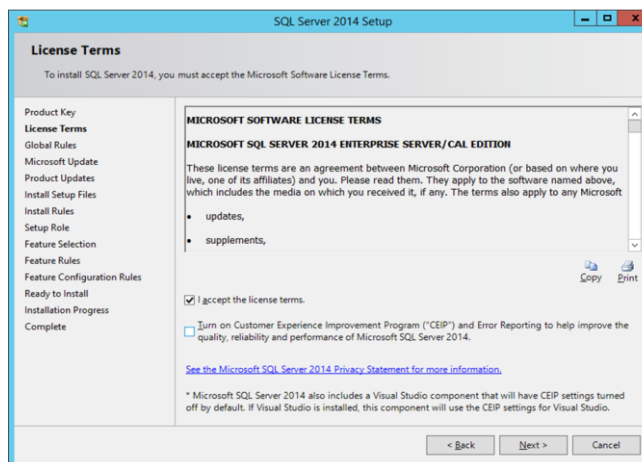 SQL Server 2014 Setup
License Terms
To install SQL Server 2014, you must accept the Microsoft Software License Terms.
Product Key
License Terms
Global Rules
Microsoft Update
Product Updates
Install Setup Files
Install Rules
Setup Role
Feature Selection
Feature Rules
Feature Configuration Rules
Ready to Install
Installation Progress
Complete
MICROSOFT SOFTWARE LICENSE TERMS
MICROSOFT SQL SERVER 2014 ENTERPRISE SERVER/CAL EDITION
These license terms are an agreement between Microsoft Corporation (or based on where you
live, one of its affiliates) and you. Please read them. They apply to the software named above,
which includes the media on which you received it, if any. The terms also apply to any Microsoft
• updates,
• supplements,
Copy Print
I accept the license terms.
Turn on Customer Experience Improvement Program ("CEIP") and Error Reporting to help improve the
quality, reliability and performance of Microsoft SQL Server 2014.
See the Microsoft SQL Server 2014 Privacy Statement for more information.
* Microsoft SQL Server 2014 also includes a Visual Studio component that will have CEIP settings turned
off by default. If Visual Studio is installed, this component will use the CEIP settings for Visual Studio.
< Back Next > Cancel